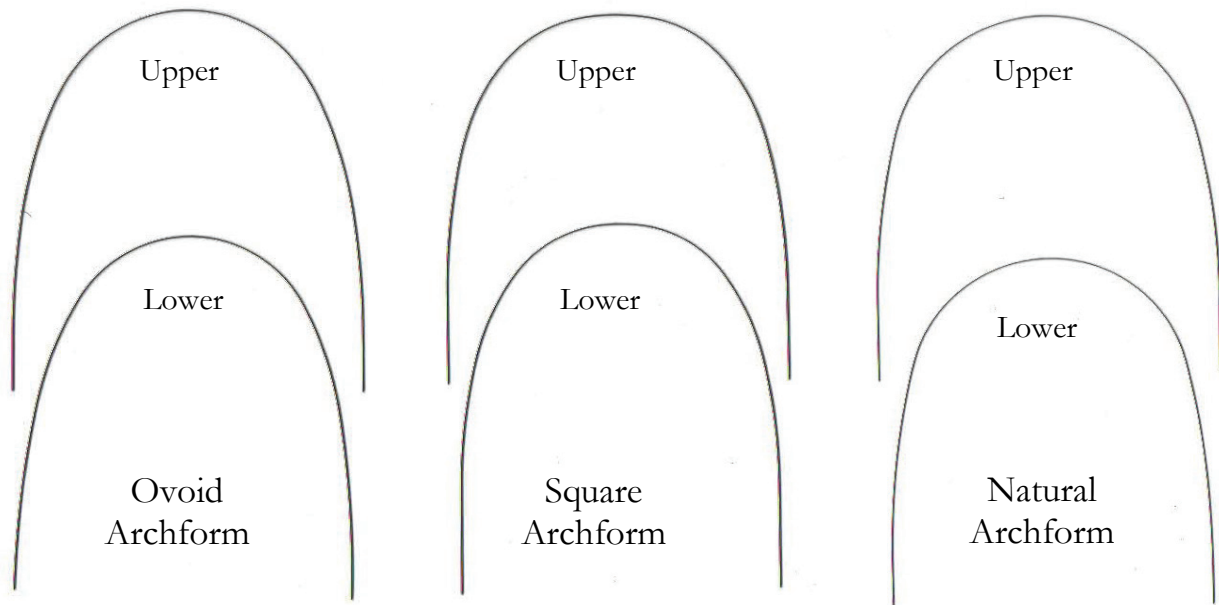 Upper
Lower
Ovoid
Archform
Upper
Lower
Square
Archform
Upper
Lower
Natural
Archform